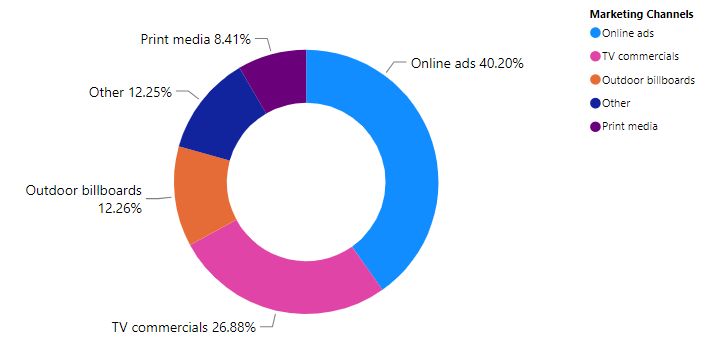 Print media 8.41%
Online ads 40.20%
Other 12.25%
Outdoor billboards
12.26%
TV commercials 26.88%
Marketing Channels
Online ads
TV commercials
Outdoor billboards
Other
Print media